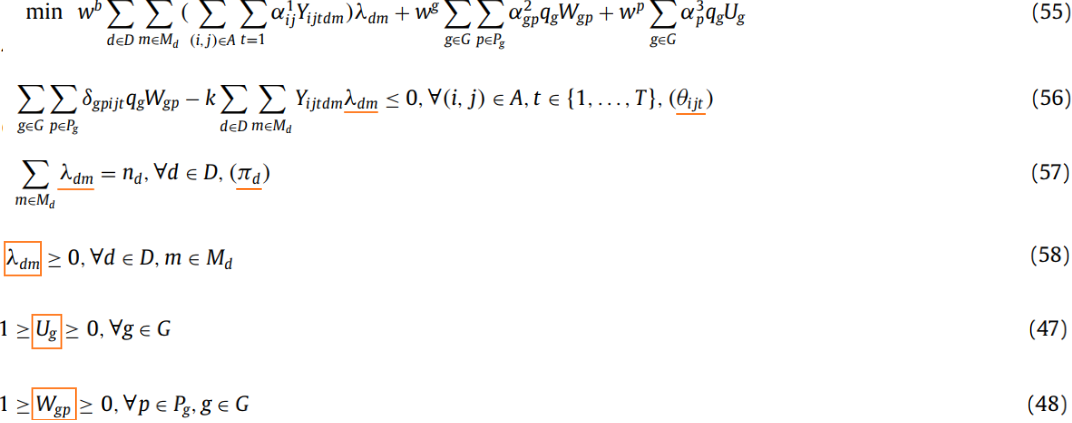 min w^b ∑_{d∈D} ∑_{m∈M_d} ( ∑_{(i,j)∈A} ∑_{t=1} α^1_{ij} Y_{ijtdm}) λ_{dm} + w^g ∑_{g∈G} ∑_{p∈P_g} α^2_{gp} q_g W_{gp} + w^p ∑_{g∈G} α^3_p q_g U_g (55)
∑_{g∈G} ∑_{p∈P_g} δ_{gpijt} q_g W_{gp} − k ∑_{d∈D} ∑_{m∈M_d} Y_{ijtdm} λ_{dm} ≤ 0, ∀(i, j) ∈ A, t ∈ {1, . . . , T}, (θ_{ijt}) (56)
∑_{m∈M_d} λ_{dm} = n_d, ∀d ∈ D, (π_d) (57)
λ_{dm} ≥ 0, ∀d ∈ D, m ∈ M_d (58)
1 ≥ U_g ≥ 0, ∀g ∈ G (47)
1 ≥ W_{gp} ≥ 0, ∀p ∈ P_g, g ∈ G (48)